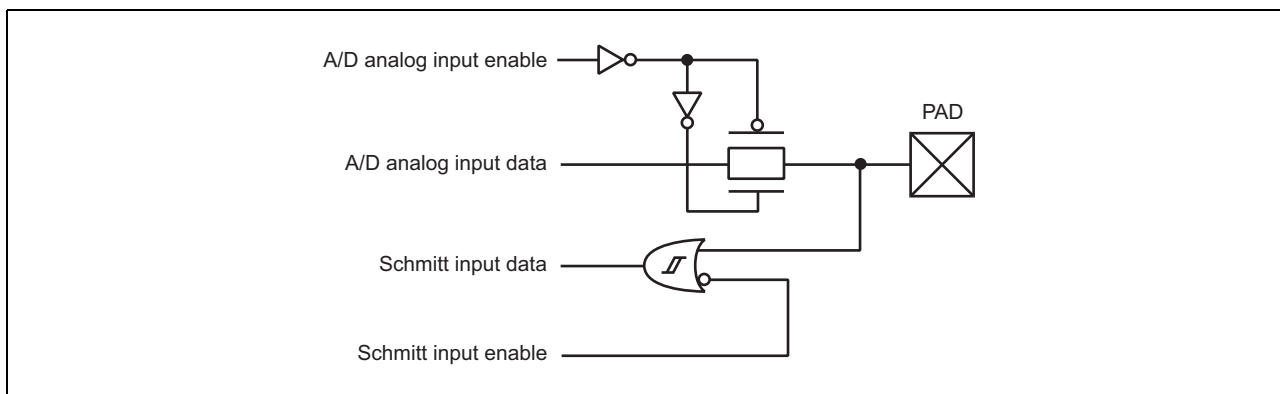 A/D analog input enable
PAD
A/D analog input data
Schmitt input data
Schmitt input enable